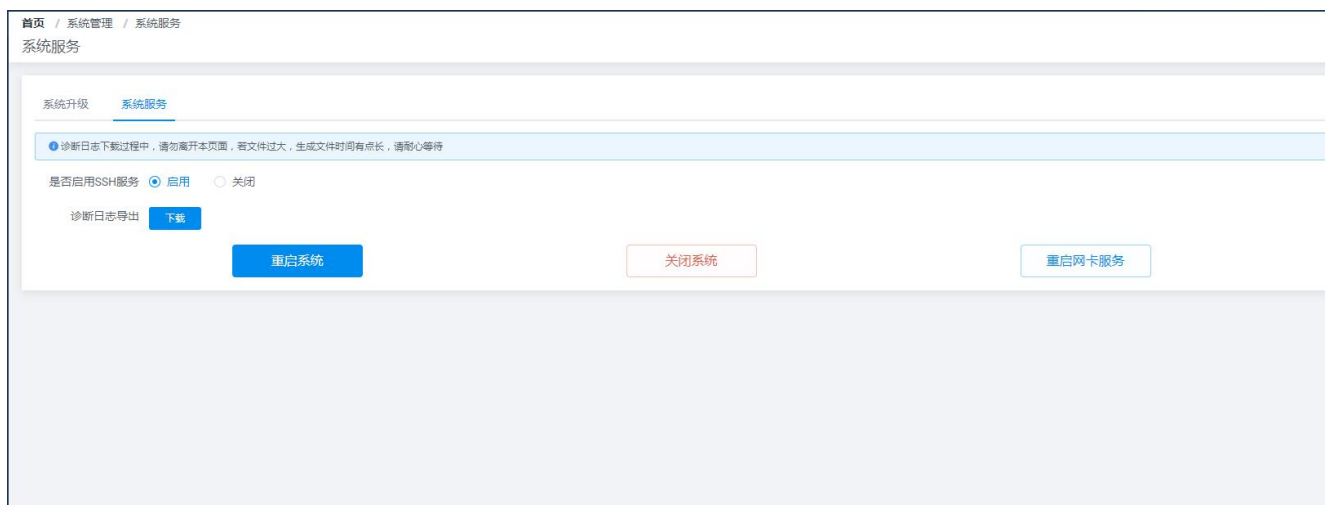 首页 / 系统管理 / 系统服务
系统服务
系统升级 系统服务
诊断日志下载过程中，请勿离开本页面，若文件过大，生成文件时间有点长，请耐心等待
是否启用SSH服务 启用 关闭
诊断日志导出 下载
重启系统 关闭系统 重启网卡服务